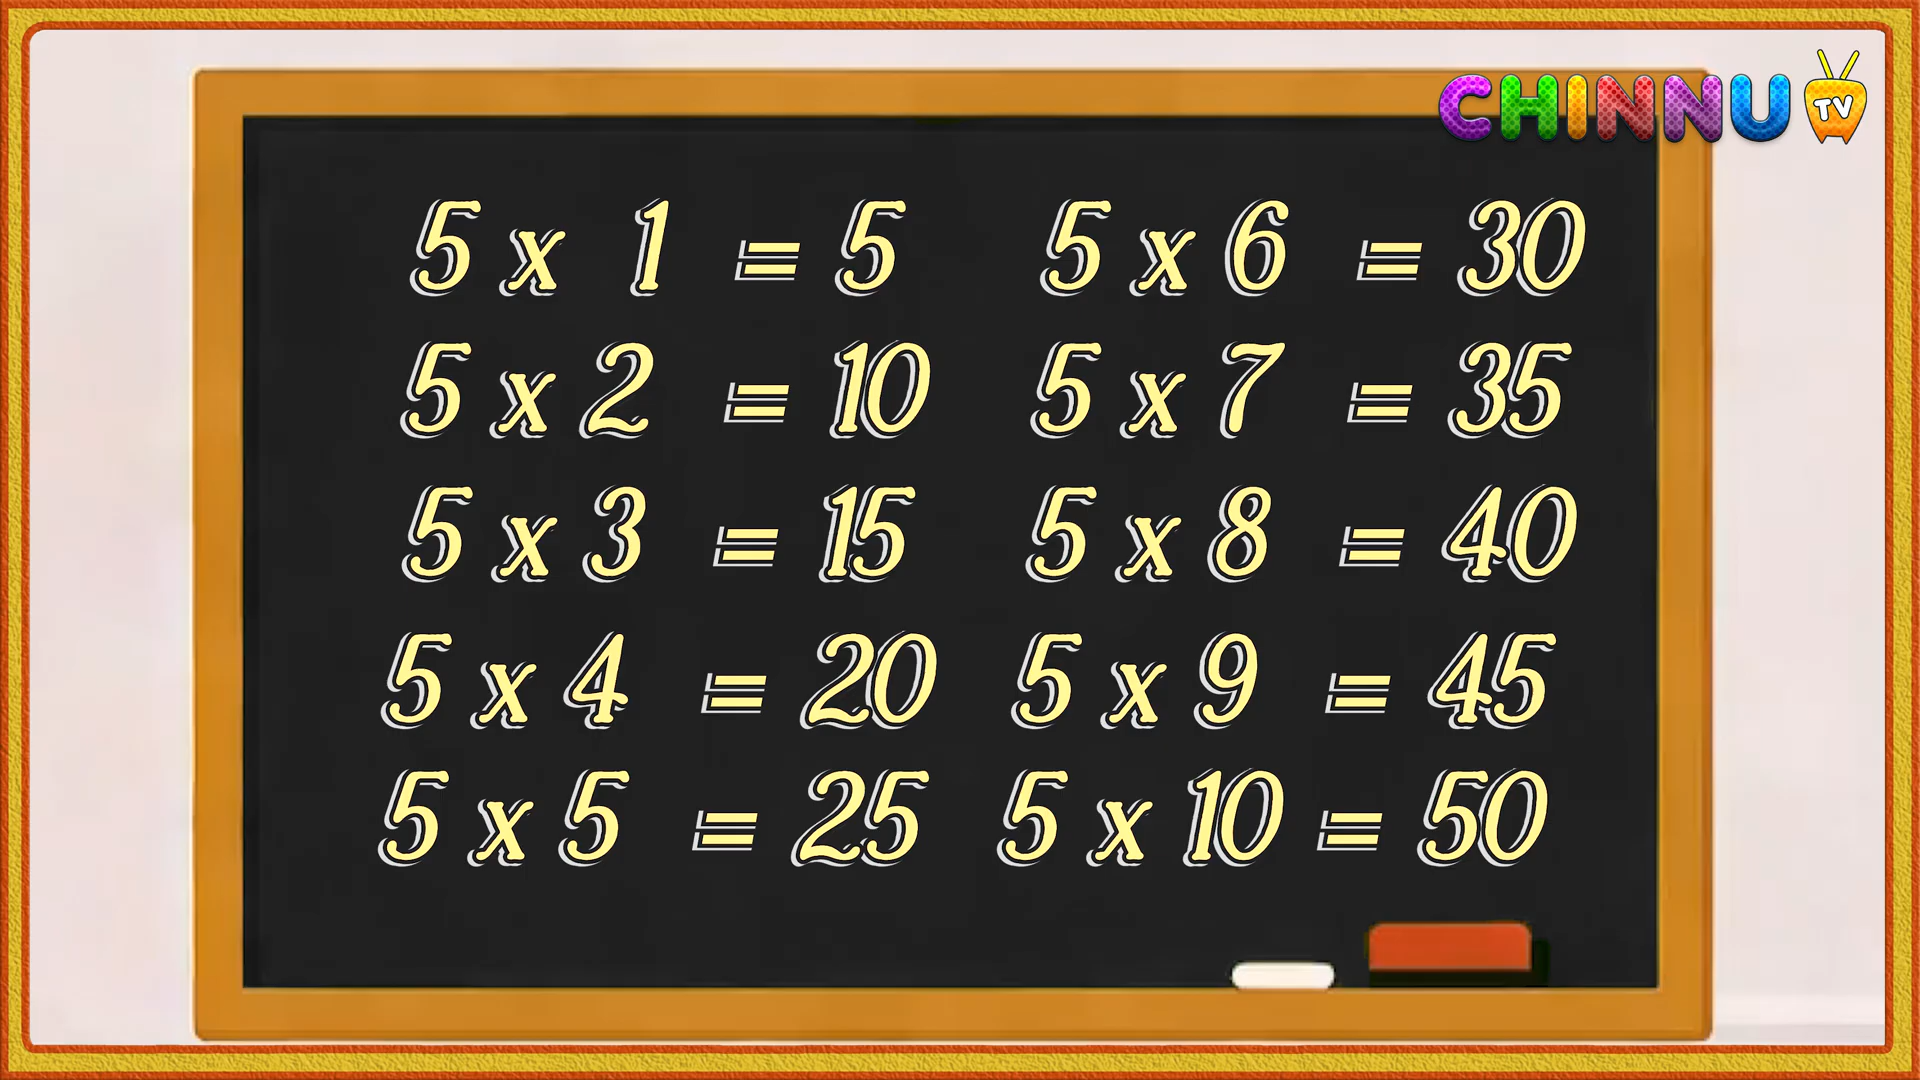 CHINNU TV
5 x 1 = 5
5 x 2 = 10
5 x 3 = 15
5 x 4 = 20
5 x 5 = 25
5 x 6 = 30
5 x 7 = 35
5 x 8 = 40
5 x 9 = 45
5 x 10 = 50